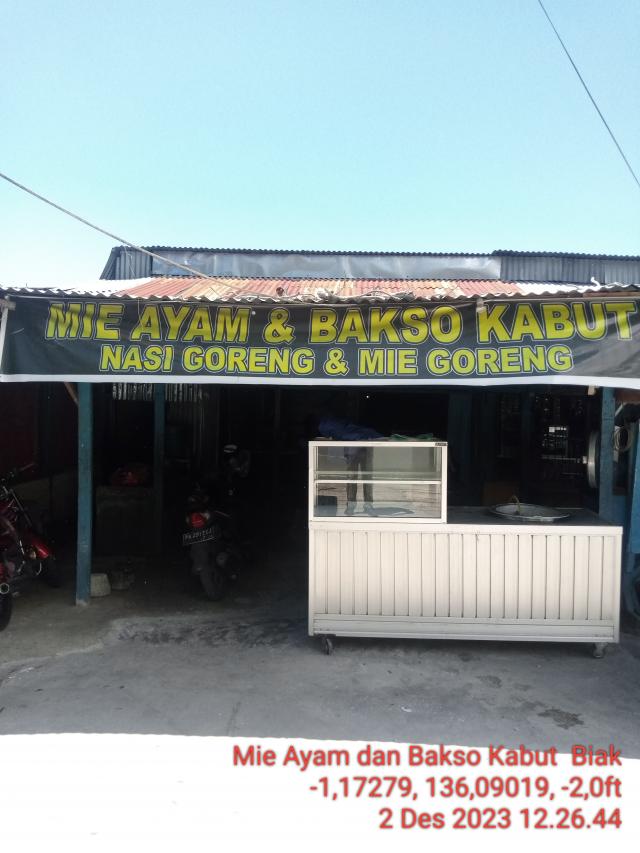 MIE AYAM & BAKSO KABUT
NASI GORENG & MIE GORENG
Mie Ayam dan Bakso Kabut Biak
-1,17279, 136,09019, -2,0ft
2 Des 2023 12.26.44